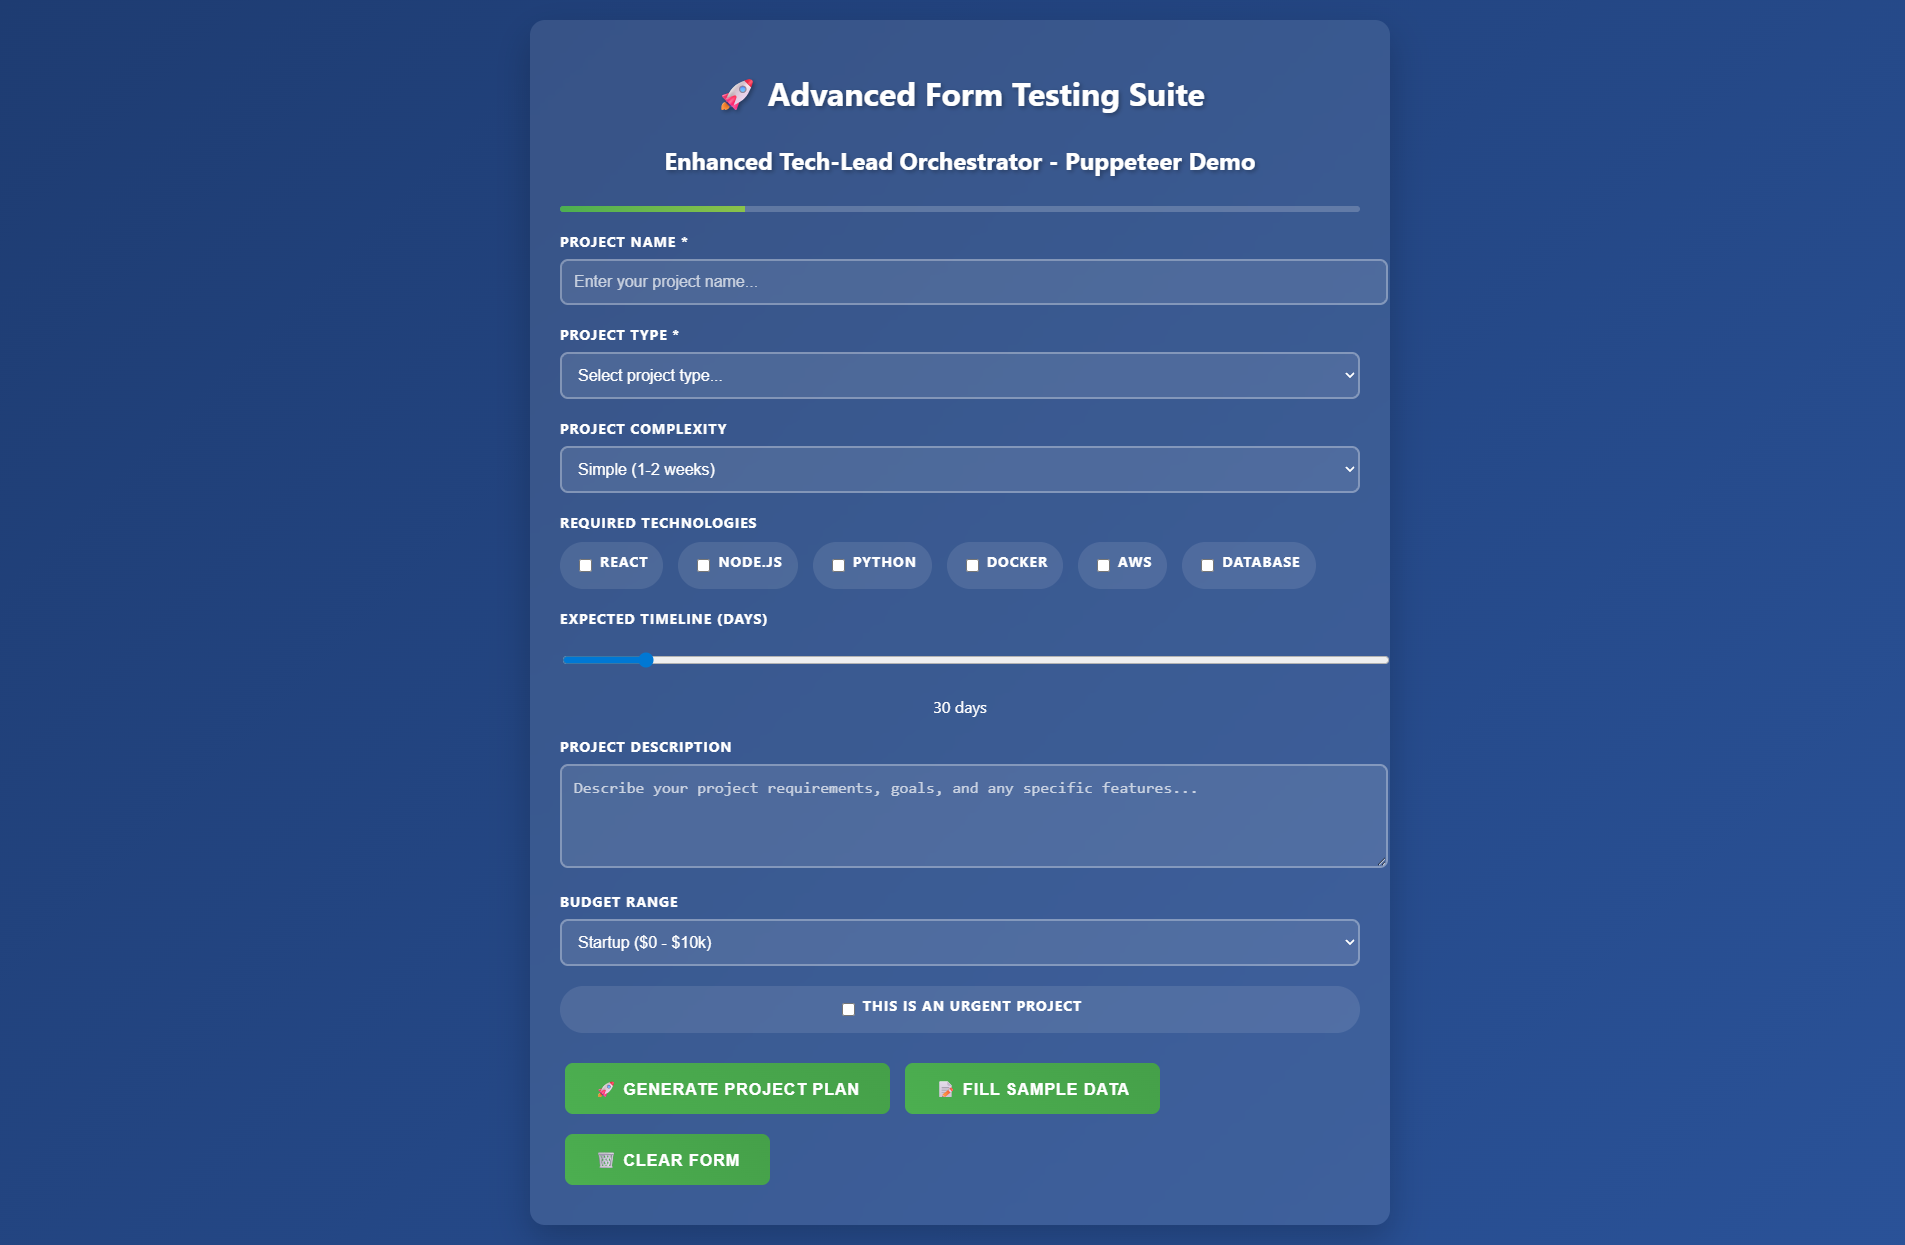 🚀 Advanced Form Testing Suite
Enhanced Tech-Lead Orchestrator - Puppeteer Demo
PROJECT NAME *
Enter your project name...
PROJECT TYPE *
Select project type...
PROJECT COMPLEXITY
Simple (1-2 weeks)
REQUIRED TECHNOLOGIES
REACT NODE.JS PYTHON DOCKER AWS DATABASE
EXPECTED TIMELINE (DAYS)
30 days
PROJECT DESCRIPTION
Describe your project requirements, goals, and any specific features...
BUDGET RANGE
Startup ($0 - $10k)
THIS IS AN URGENT PROJECT
🚀 GENERATE PROJECT PLAN 📝 FILL SAMPLE DATA
🗑️ CLEAR FORM